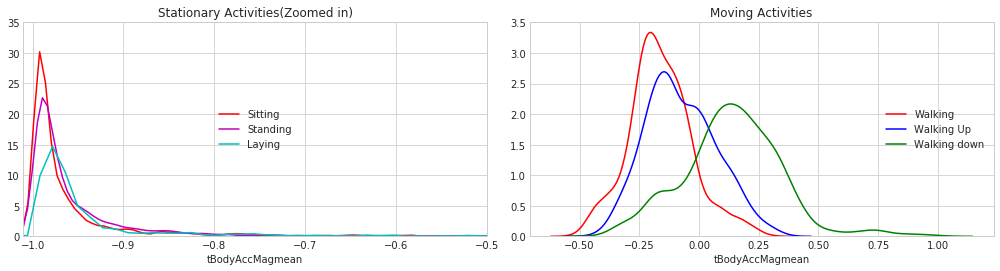 Stationary Activities(Zoomed in)
35
30
25
20
15
10
5
0
Sitting
Standing
Laying
−1.0
−0.9
−0.8
−0.7
−0.6
−0.5
tBodyAccMagmean
Moving Activities
3.5
3.0
2.5
2.0
1.5
1.0
0.5
0.0
Walking
Walking Up
Walking down
−0.50
−0.25
0.00
0.25
0.50
0.75
1.00
tBodyAccMagmean